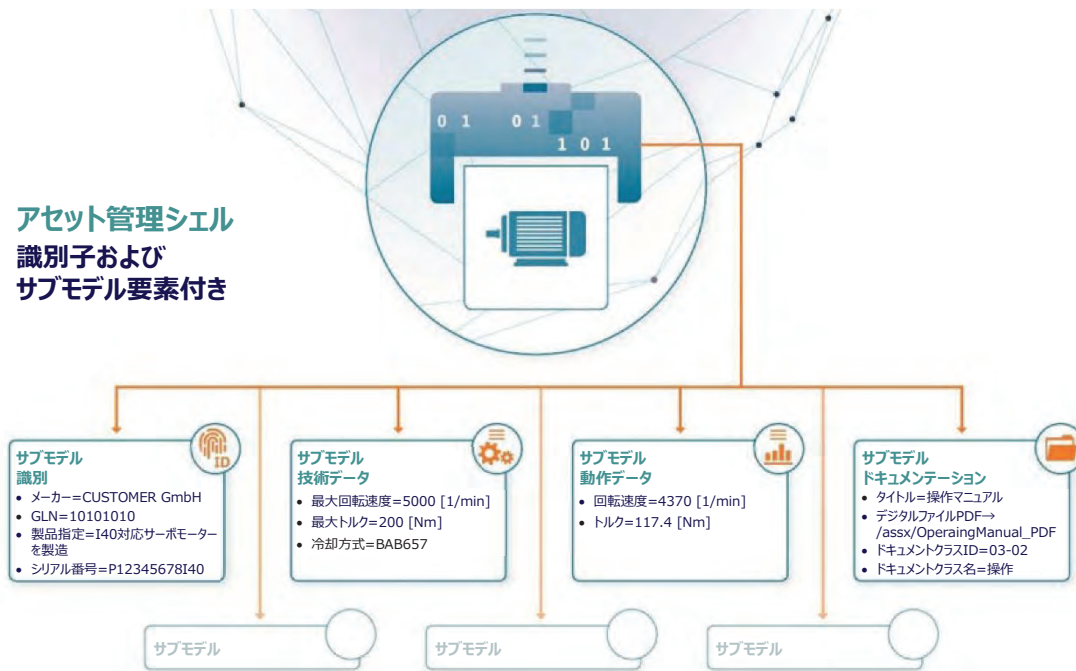 0 1 0 1
1 0 1
アセット管理シェル
識別子および
サブモデル要素付き
ID
サブモデル
識別
• メーカー=CUSTOMER GmbH
• GLN=10101010
• 製品指定=I40対応サーボモーター
を製造
• シリアル番号=P12345678I40
サブモデル
技術データ
• 最大回転速度=5000 [1/min]
• 最大トルク=200 [Nm]
• 冷却方式=BAB657
サブモデル
動作データ
• 回転速度=4370 [1/min]
• トルク=117.4 [Nm]
サブモデル
ドキュメンテーション
• タイトル=操作マニュアル
• デジタルファイルPDF→
/assx/OperaingManual_PDF
• ドキュメントクラスID=03-02
• ドキュメントクラス名=操作
サブモデル
サブモデル
サブモデル